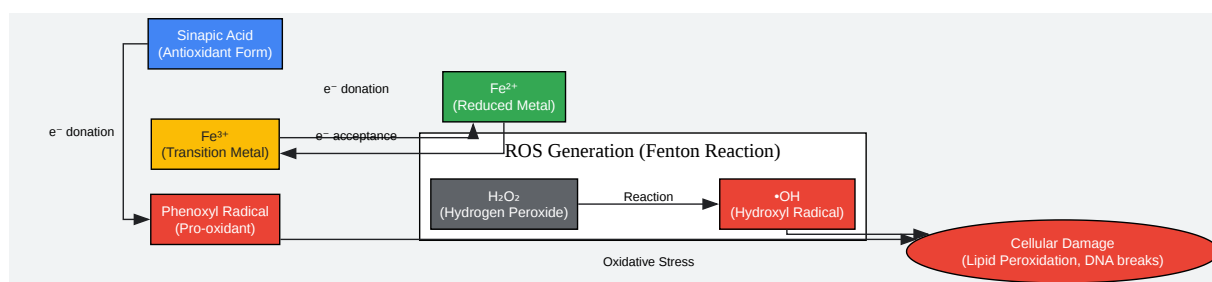 Sinapic Acid
(Antioxidant Form)
Fe²⁺
(Reduced Metal)
e⁻ donation
e⁻ donation
Fe³⁺
(Transition Metal)
e⁻ acceptance
ROS Generation (Fenton Reaction)
H₂O₂
(Hydrogen Peroxide)
Reaction
•OH
(Hydroxyl Radical)
Phenoxyl Radical
(Pro-oxidant)
Cellular Damage
(Lipid Peroxidation, DNA breaks)
Oxidative Stress